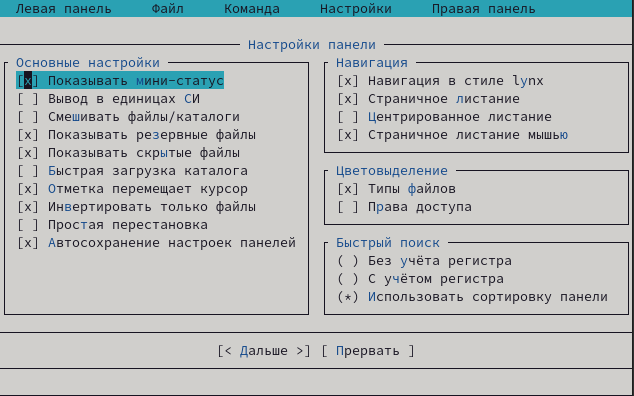 Левая панель Файл Команда Настройки Правая панель
Настройки панели
Основные настройки
[x] Показывать мини-статус
[ ] Вывод в единицах СИ
[ ] Смешивать файлы/каталоги
[x] Показывать резервные файлы
[x] Показывать скрытые файлы
[ ] Быстрая загрузка каталога
[x] Отметка перемещает курсор
[x] Инвертировать только файлы
[ ] Простая перестановка
[x] Автосохранение настроек панелей
Навигация
[x] Навигация в стиле lynx
[x] Страничное листание
[ ] Центрированное листание
[x] Страничное листание мышью
Цветовыделение
[x] Типы файлов
[ ] Права доступа
Быстрый поиск
( ) Без учёта регистра
( ) С учётом регистра
(*) Использовать сортировку панели
[< Дальше >] [ Прервать ]